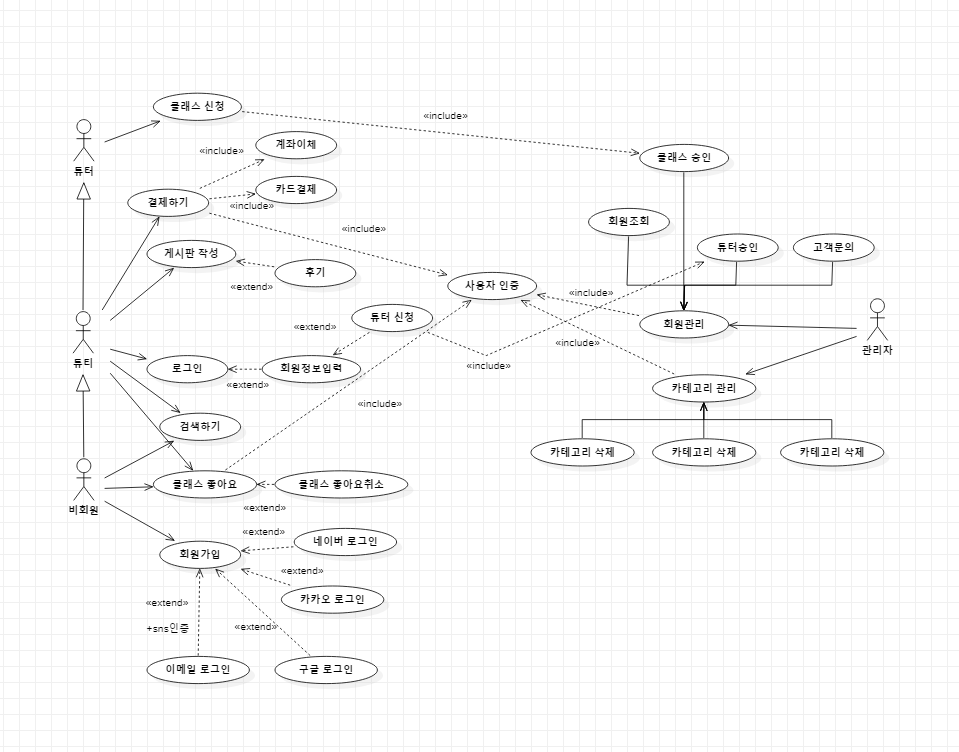 클래스 신청
«include»
계좌이체
«include»
튜터
클래스 승인
카드결제
«include»
결제하기
«include»
회원조회
튜터승인
고객문의
게시판 작성
후기
«extend»
사용자 인증
«include»
튜터 신청
«extend»
회원관리
관리자
튜티
로그인
회원정보입력
«extend»
«include»
«include»
카테고리 관리
«include»
검색하기
카테고리 삭제
카테고리 삭제
카테고리 삭제
비회원
클래스 좋아요
클래스 좋아요취소
«extend»
«extend»
네이버 로그인
회원가입
«extend»
카카오 로그인
«extend»
+sns인증
«extend»
이메일 로그인
구글 로그인